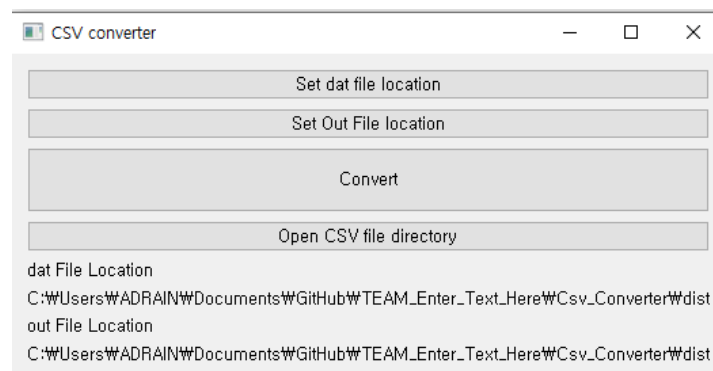 CSV converter
Set dat file location
Set Out File location
Convert
Open CSV file directory
dat File Location
C:₩Users₩ADRAIN₩Documents₩GitHub₩TEAM_Enter_Text_Here₩Csv_Converter₩dist
out File Location
C:₩Users₩ADRAIN₩Documents₩GitHub₩TEAM_Enter_Text_Here₩Csv_Converter₩dist